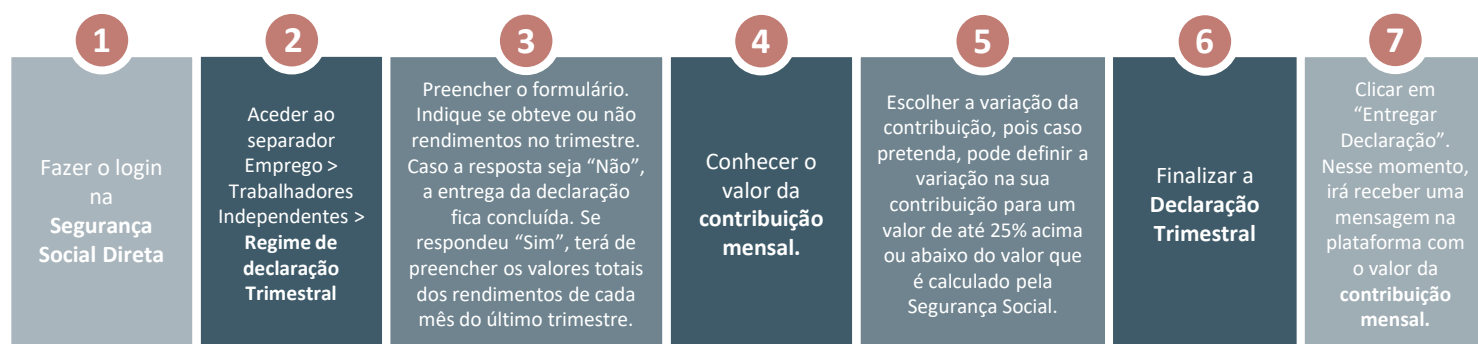 1
Fazer o login
na
Segurança
Social Direta
2
Aceder ao
separador
Emprego >
Trabalhadores
Independentes >
Regime de
declaração
Trimestral
3
Preencher o formulário.
Indique se obteve ou não
rendimentos no trimestre.
Caso a resposta seja “Não”,
a entrega da declaração
fica concluída. Se
respondeu “Sim”, terá de
preencher os valores totais
dos rendimentos de cada
mês do último trimestre.
4
Conhecer o
valor da
contribuição
mensal.
5
Escolher a variação da
contribuição, pois caso
pretenda, pode definir a
variação na sua
contribuição para um
valor de até 25% acima
ou abaixo do valor que
é calculado pela
Segurança Social.
6
Finalizar a
Declaração
Trimestral
7
Clicar em
“Entregar
Declaração”.
Nesse momento,
irá receber uma
mensagem na
plataforma com
o valor da
contribuição
mensal.